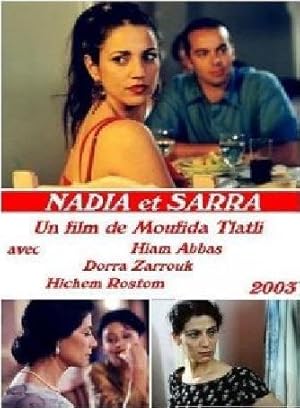 NADIA et SARRA
Un film de Moufida Tlatli
avec Hiam Abbas
Dorra Zarrouk
Hichem Rostom
2003